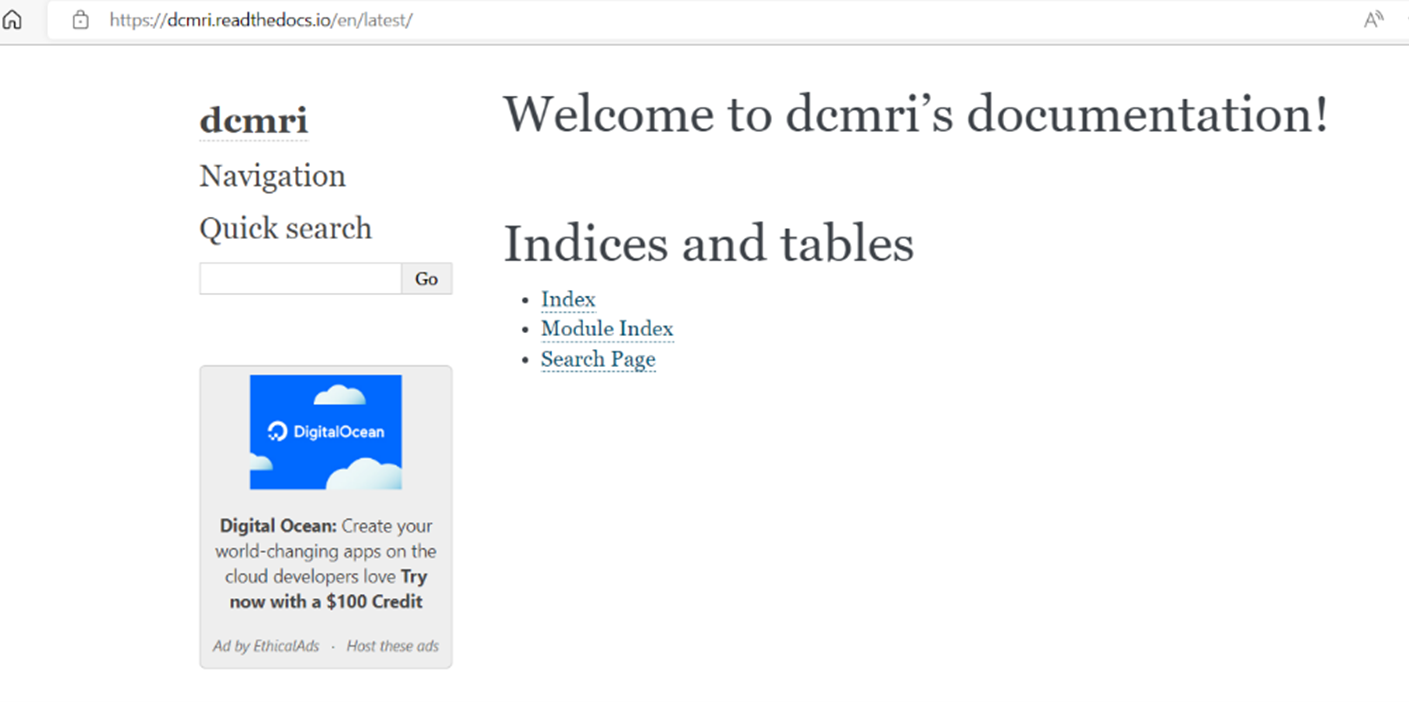 https://dcmri.readthedocs.io/en/latest/
dcmri
Navigation
Quick search
Go
DigitalOcean
Digital Ocean: Create your
world-changing apps on the
cloud developers love Try
now with a $100 Credit
Ad by EthicalAds · Host these ads
Welcome to dcmri’s documentation!
Indices and tables
• Index
• Module Index
• Search Page